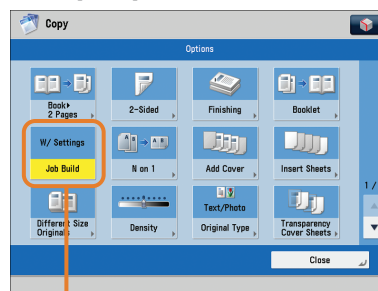 Copy
Options
Book▸
2 Pages
2-Sided
Finishing
Booklet
W/ Settings
Job Build
N on 1
Add Cover
Insert Sheets
1/
Different Size
Originals
Density
Text/Photo
Original Type
Transparency
Cover Sheets
Close